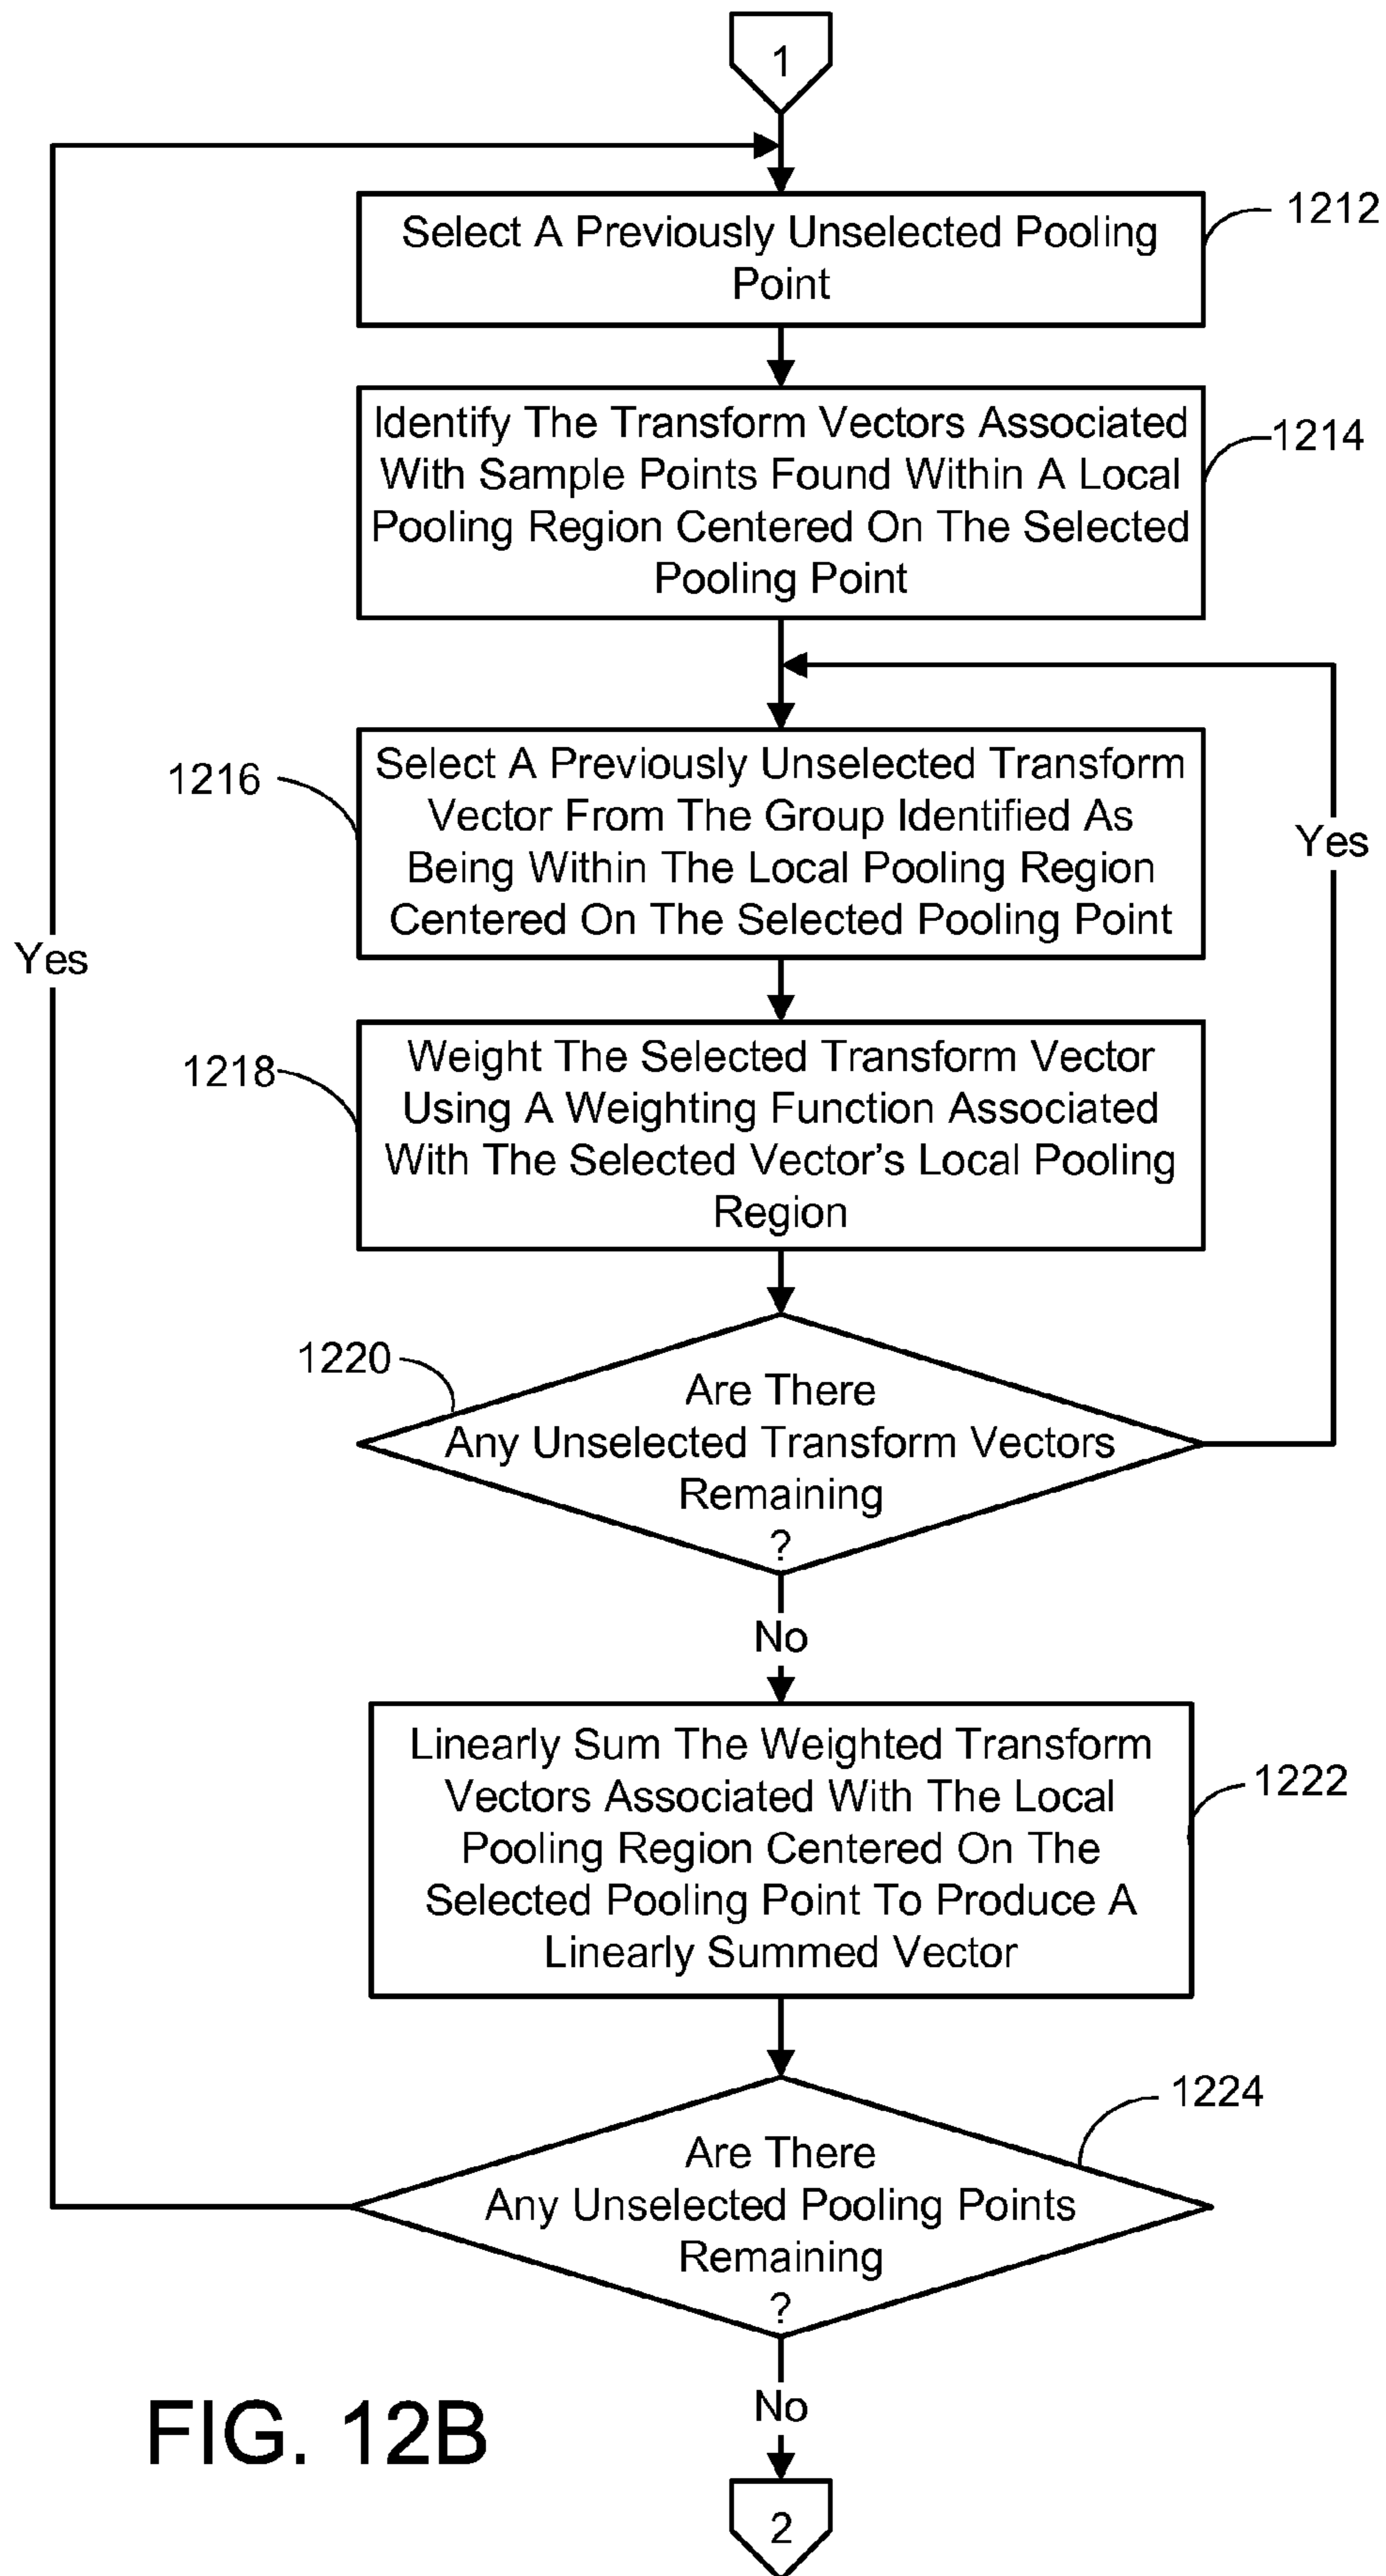 1
Select A Previously Unselected Pooling
Point
1212
Identify The Transform Vectors Associated
With Sample Points Found Within A Local
Pooling Region Centered On The Selected
Pooling Point
1214
Select A Previously Unselected Transform
Vector From The Group Identified As
Being Within The Local Pooling Region
Centered On The Selected Pooling Point
1216
Yes
Yes
Weight The Selected Transform Vector
Using A Weighting Function Associated
With The Selected Vector's Local Pooling
Region
1218
1220
Are There
Any Unselected Transform Vectors
Remaining
?
No
Linearly Sum The Weighted Transform
Vectors Associated With The Local
Pooling Region Centered On The
Selected Pooling Point To Produce A
Linearly Summed Vector
1222
1224
Are There
Any Unselected Pooling Points
Remaining
?
No
FIG. 12B
2